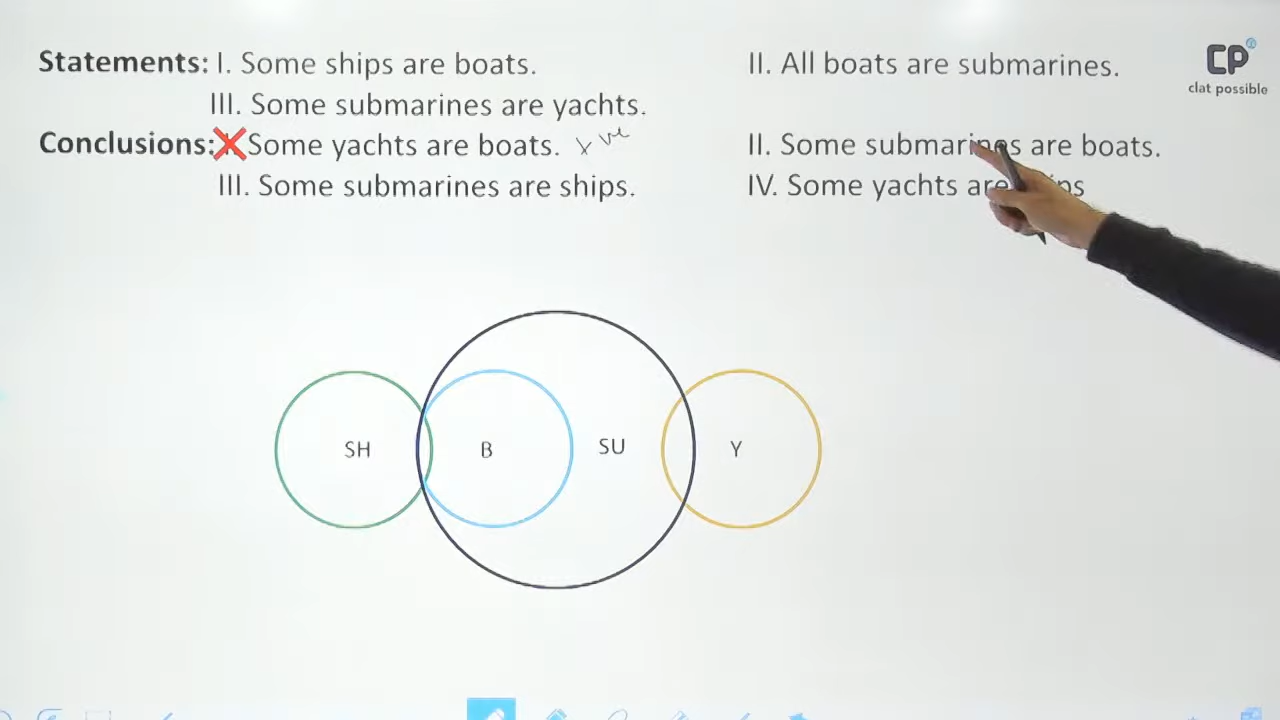 Statements: I. Some ships are boats.
II. All boats are submarines.
III. Some submarines are yachts.
Conclusions: Some yachts are boats.
II. Some submarines are boats.
III. Some submarines are ships.
IV. Some yachts are
CP
clat possible
SH
B
SU
Y